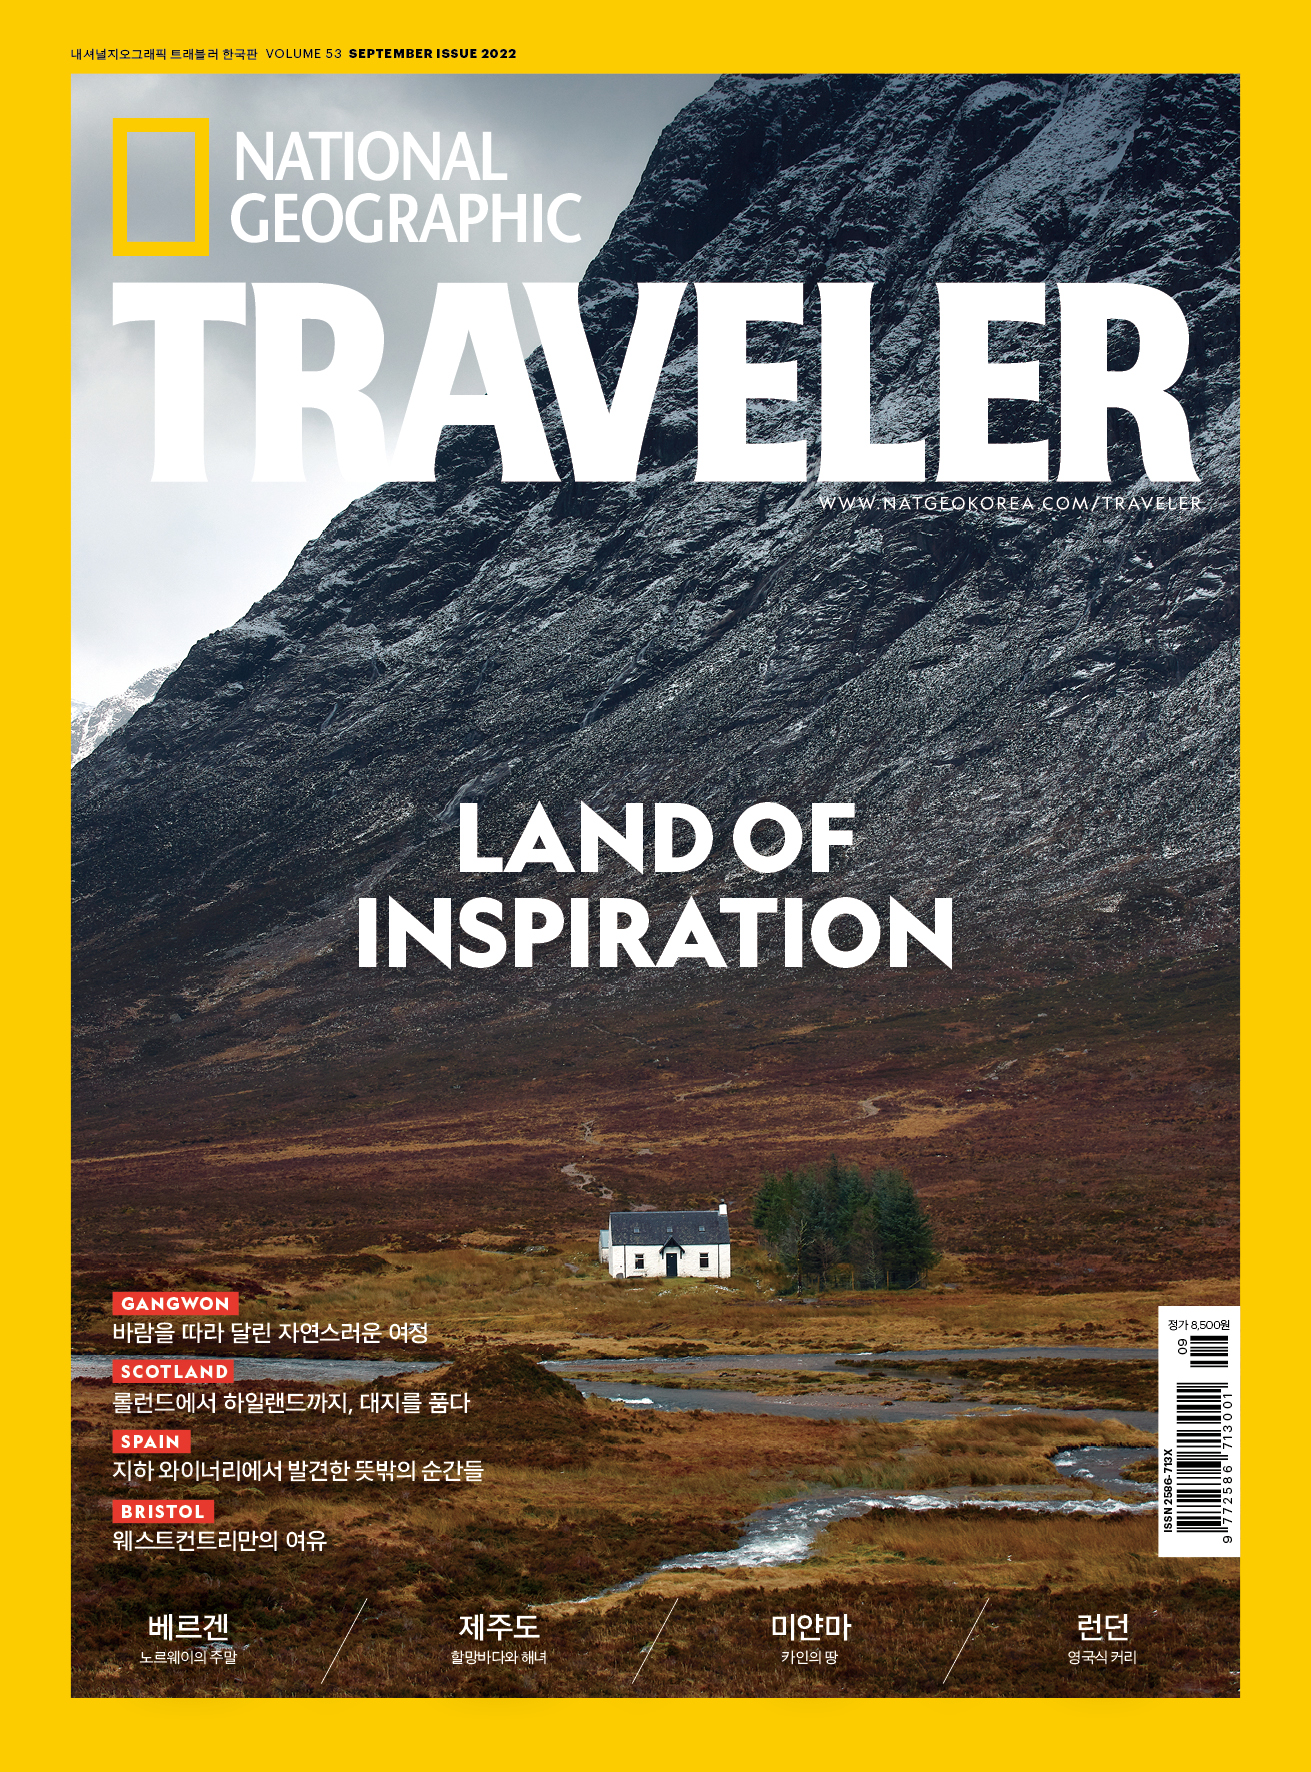 내셔널지오그래픽 트래블러 한국판 VOLUME 53 SEPTEMBER ISSUE 2022
NATIONAL
GEOGRAPHIC
TRAVELER
WWW.NATGEOKOREA.COM/TRAVELER
LAND OF
INSPIRATION
GANGWON
바람을 따라 달린 자연스러운 여정
SCOTLAND
롤런드에서 하일랜드까지, 대지를 품다
SPAIN
지하 와이너리에서 발견한 뜻밖의 순간들
BRISTOL
웨스트컨트리만의 여유
정가 8,500원
09
ISSN 2586-713X
9 772586 713001
베르겐
노르웨이의 주말
제주도
할망바다와 해녀
미얀마
카인의 땅
런던
영국식 커리